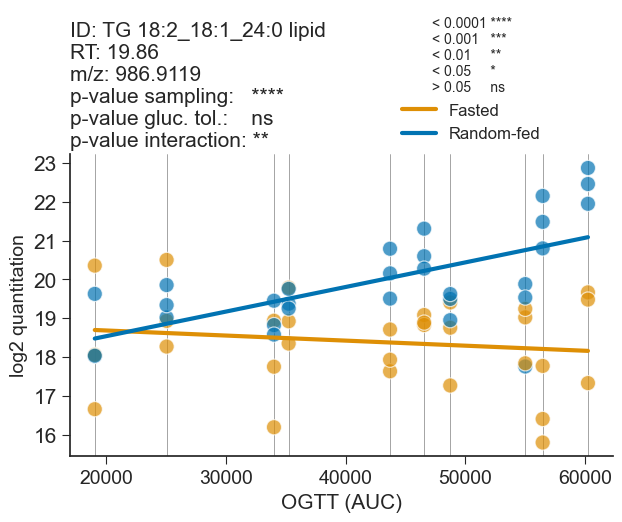 ID: TG 18:2_18:1_24:0 lipid
RT: 19.86
m/z: 986.9119
p-value sampling: ****
p-value gluc. tol.: ns
p-value interaction: **
< 0.0001 ****
< 0.001 ***
< 0.01 **
< 0.05 *
> 0.05 ns
Fasted
Random-fed
log2 quantitation
23
22
21
20
19
18
17
16
20000 30000 40000 50000 60000
OGTT (AUC)